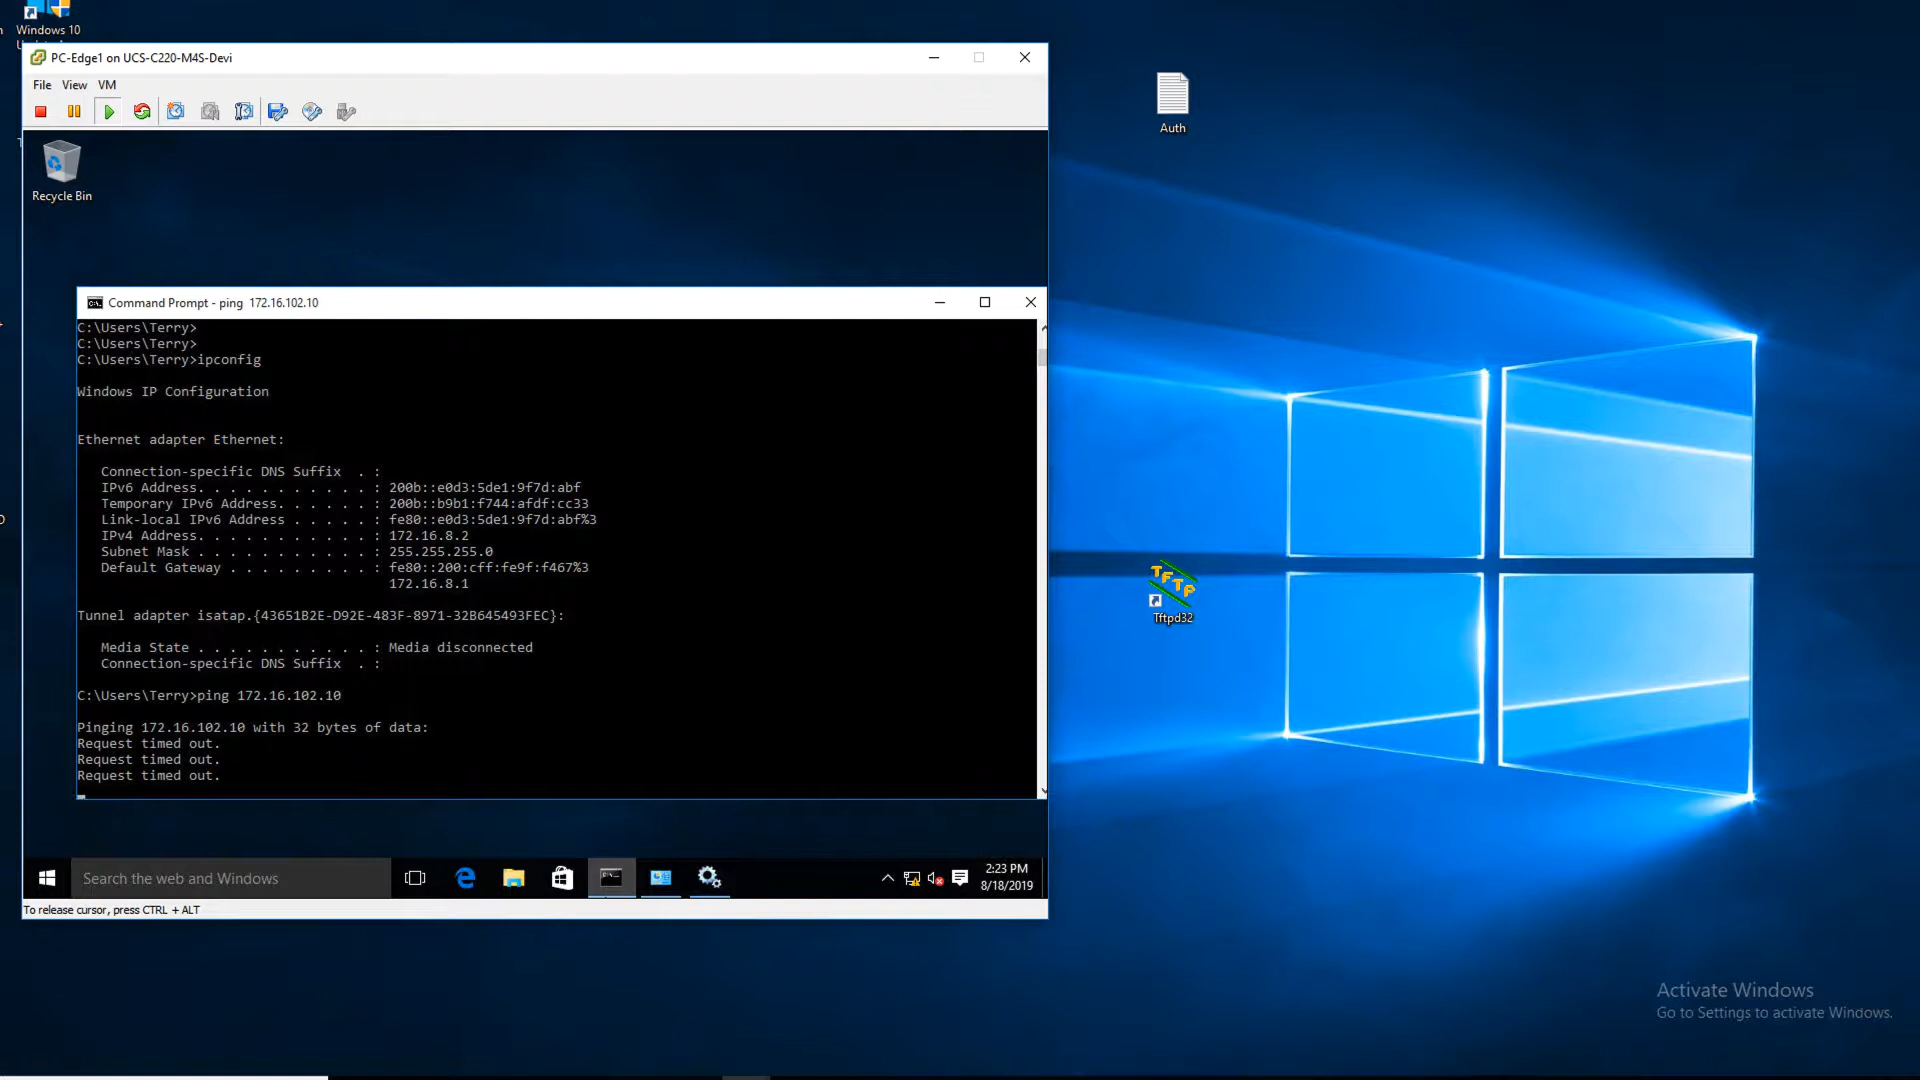 Windows 10
PC-Edge1 on UCS-C220-M4S-Devi
File View VM
Auth
Recycle Bin
Command Prompt - ping 172.16.102.10
C:\Users\Terry>
C:\Users\Terry>
C:\Users\Terry>ipconfig
Windows IP Configuration
Ethernet adapter Ethernet:
Connection-specific DNS Suffix . :
IPv6 Address. . . . . . . . . . . : 200b::e0d3:5de1:9f7d:abf
Temporary IPv6 Address. . . . . . : 200b::b9b1:f744:afdf:cc33
Link-local IPv6 Address . . . . . : fe80::e0d3:5de1:9f7d:abf%3
IPv4 Address. . . . . . . . . . . : 172.16.8.2
Subnet Mask . . . . . . . . . . . : 255.255.255.0
Default Gateway . . . . . . . . . : fe80::200:cff:fe9f:f467%3
172.16.8.1
Tunnel adapter isatap.{43651B2E-D92E-483F-8971-32B645493FEC}:
Media State . . . . . . . . . . . : Media disconnected
Connection-specific DNS Suffix . :
C:\Users\Terry>ping 172.16.102.10
Pinging 172.16.102.10 with 32 bytes of data:
Request timed out.
Request timed out.
Request timed out.
TFTP
Tftpd32
Search the web and Windows
2:23 PM
8/18/2019
To release cursor, press CTRL + ALT
Activate Windows
Go to Settings to activate Windows.